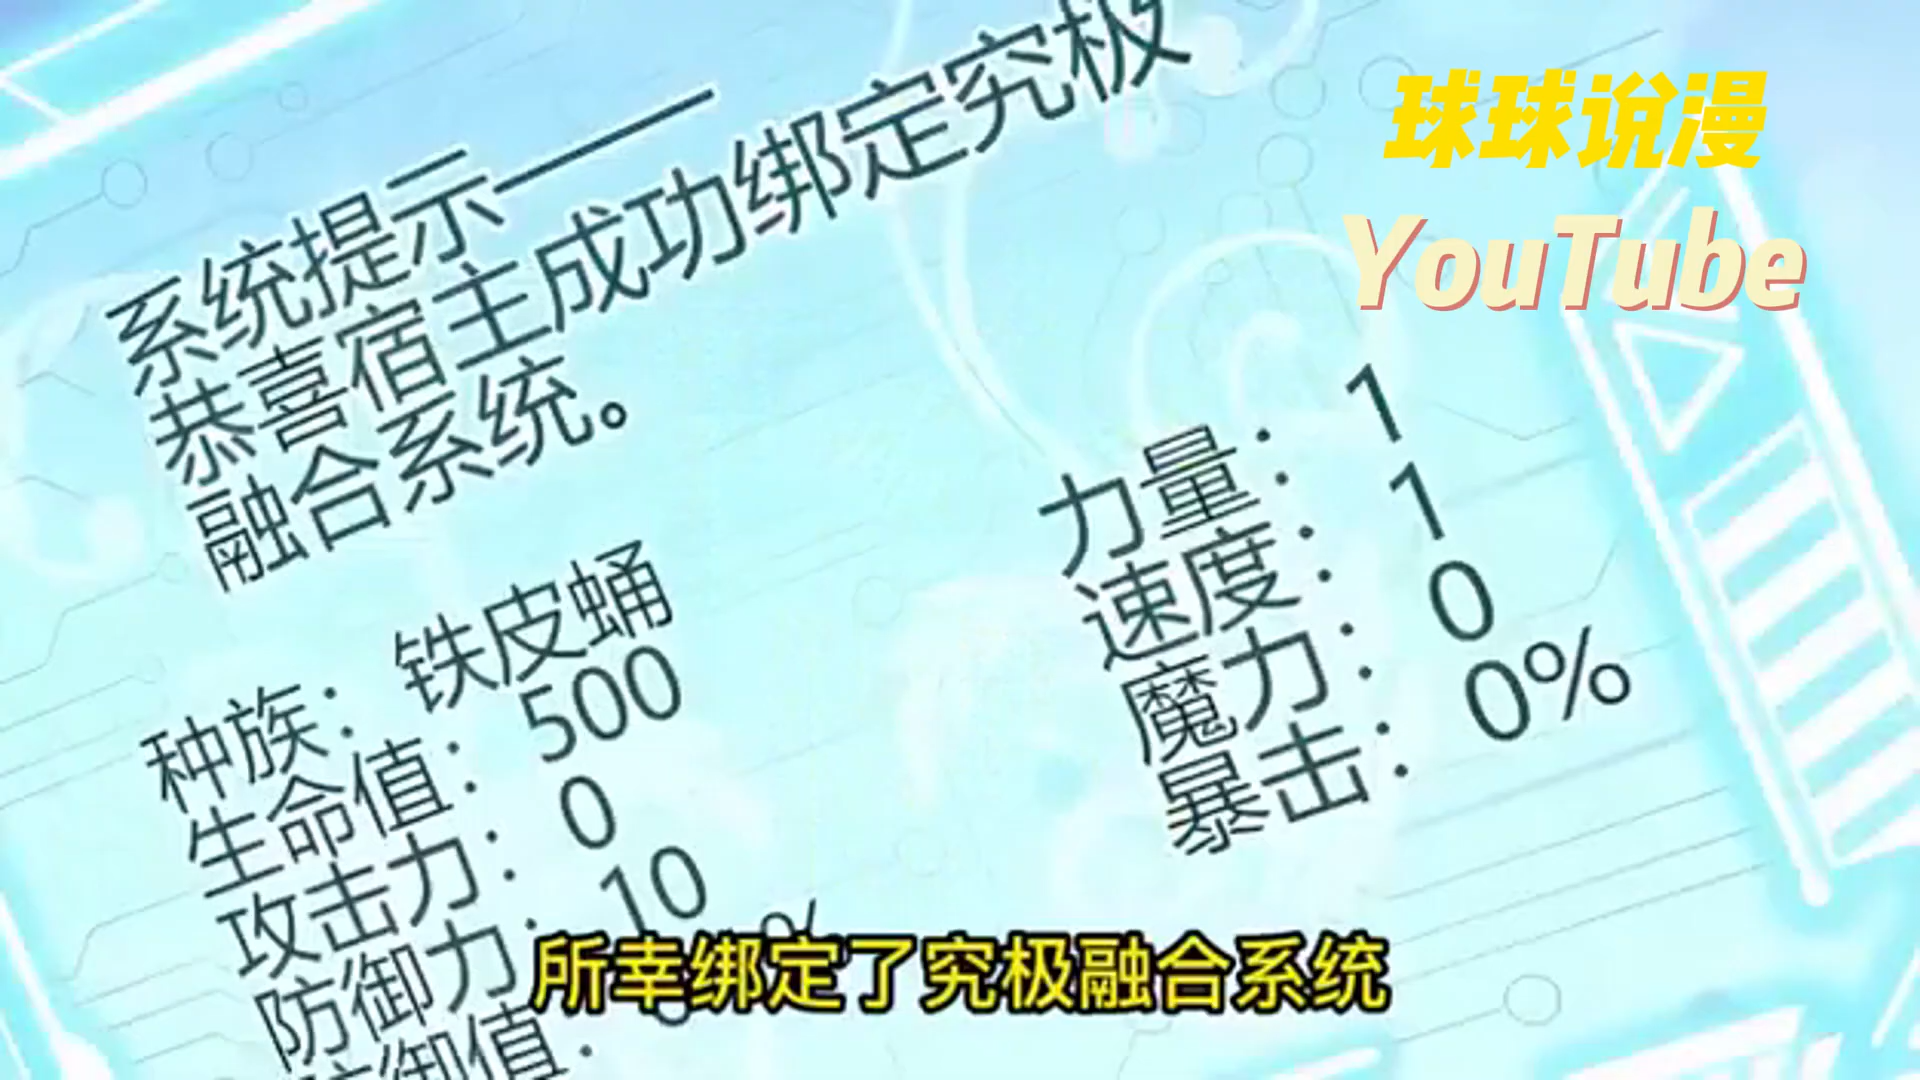 球球说漫
YouTube
系统提示——
恭喜宿主成功绑定究极
融合系统。
种族：铁皮蛹
生命值：500
攻击力：0
防御力：10
防御值：
力量：1
速度：1
魔力：0
暴击：0%
所幸绑定了究极融合系统